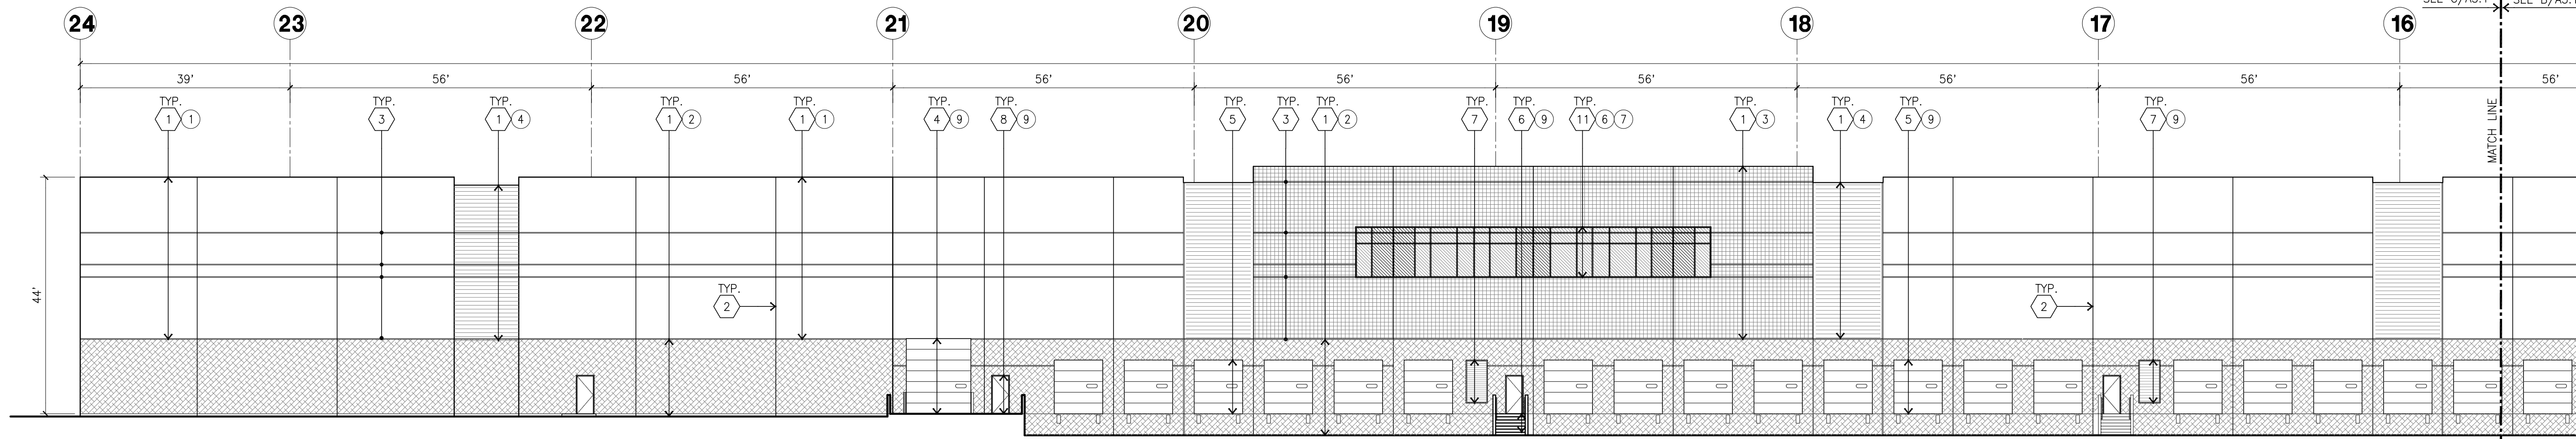 24 23 22 21 20 19 18 17 16
39' 56' 56' 56' 56' 56' 56' 56' 56'
TYP. TYP. TYP. TYP. TYP. TYP. TYP. TYP. TYP. TYP. TYP. TYP. TYP. TYP. TYP. TYP. TYP.
1 1 3 1 4 1 2 1 1 4 9 8 9 5 3 1 2 7 6 9 11 6 7 1 3 1 4 5 9 7 9
MATCH LINE
44'
TYP. TYP.
2 2